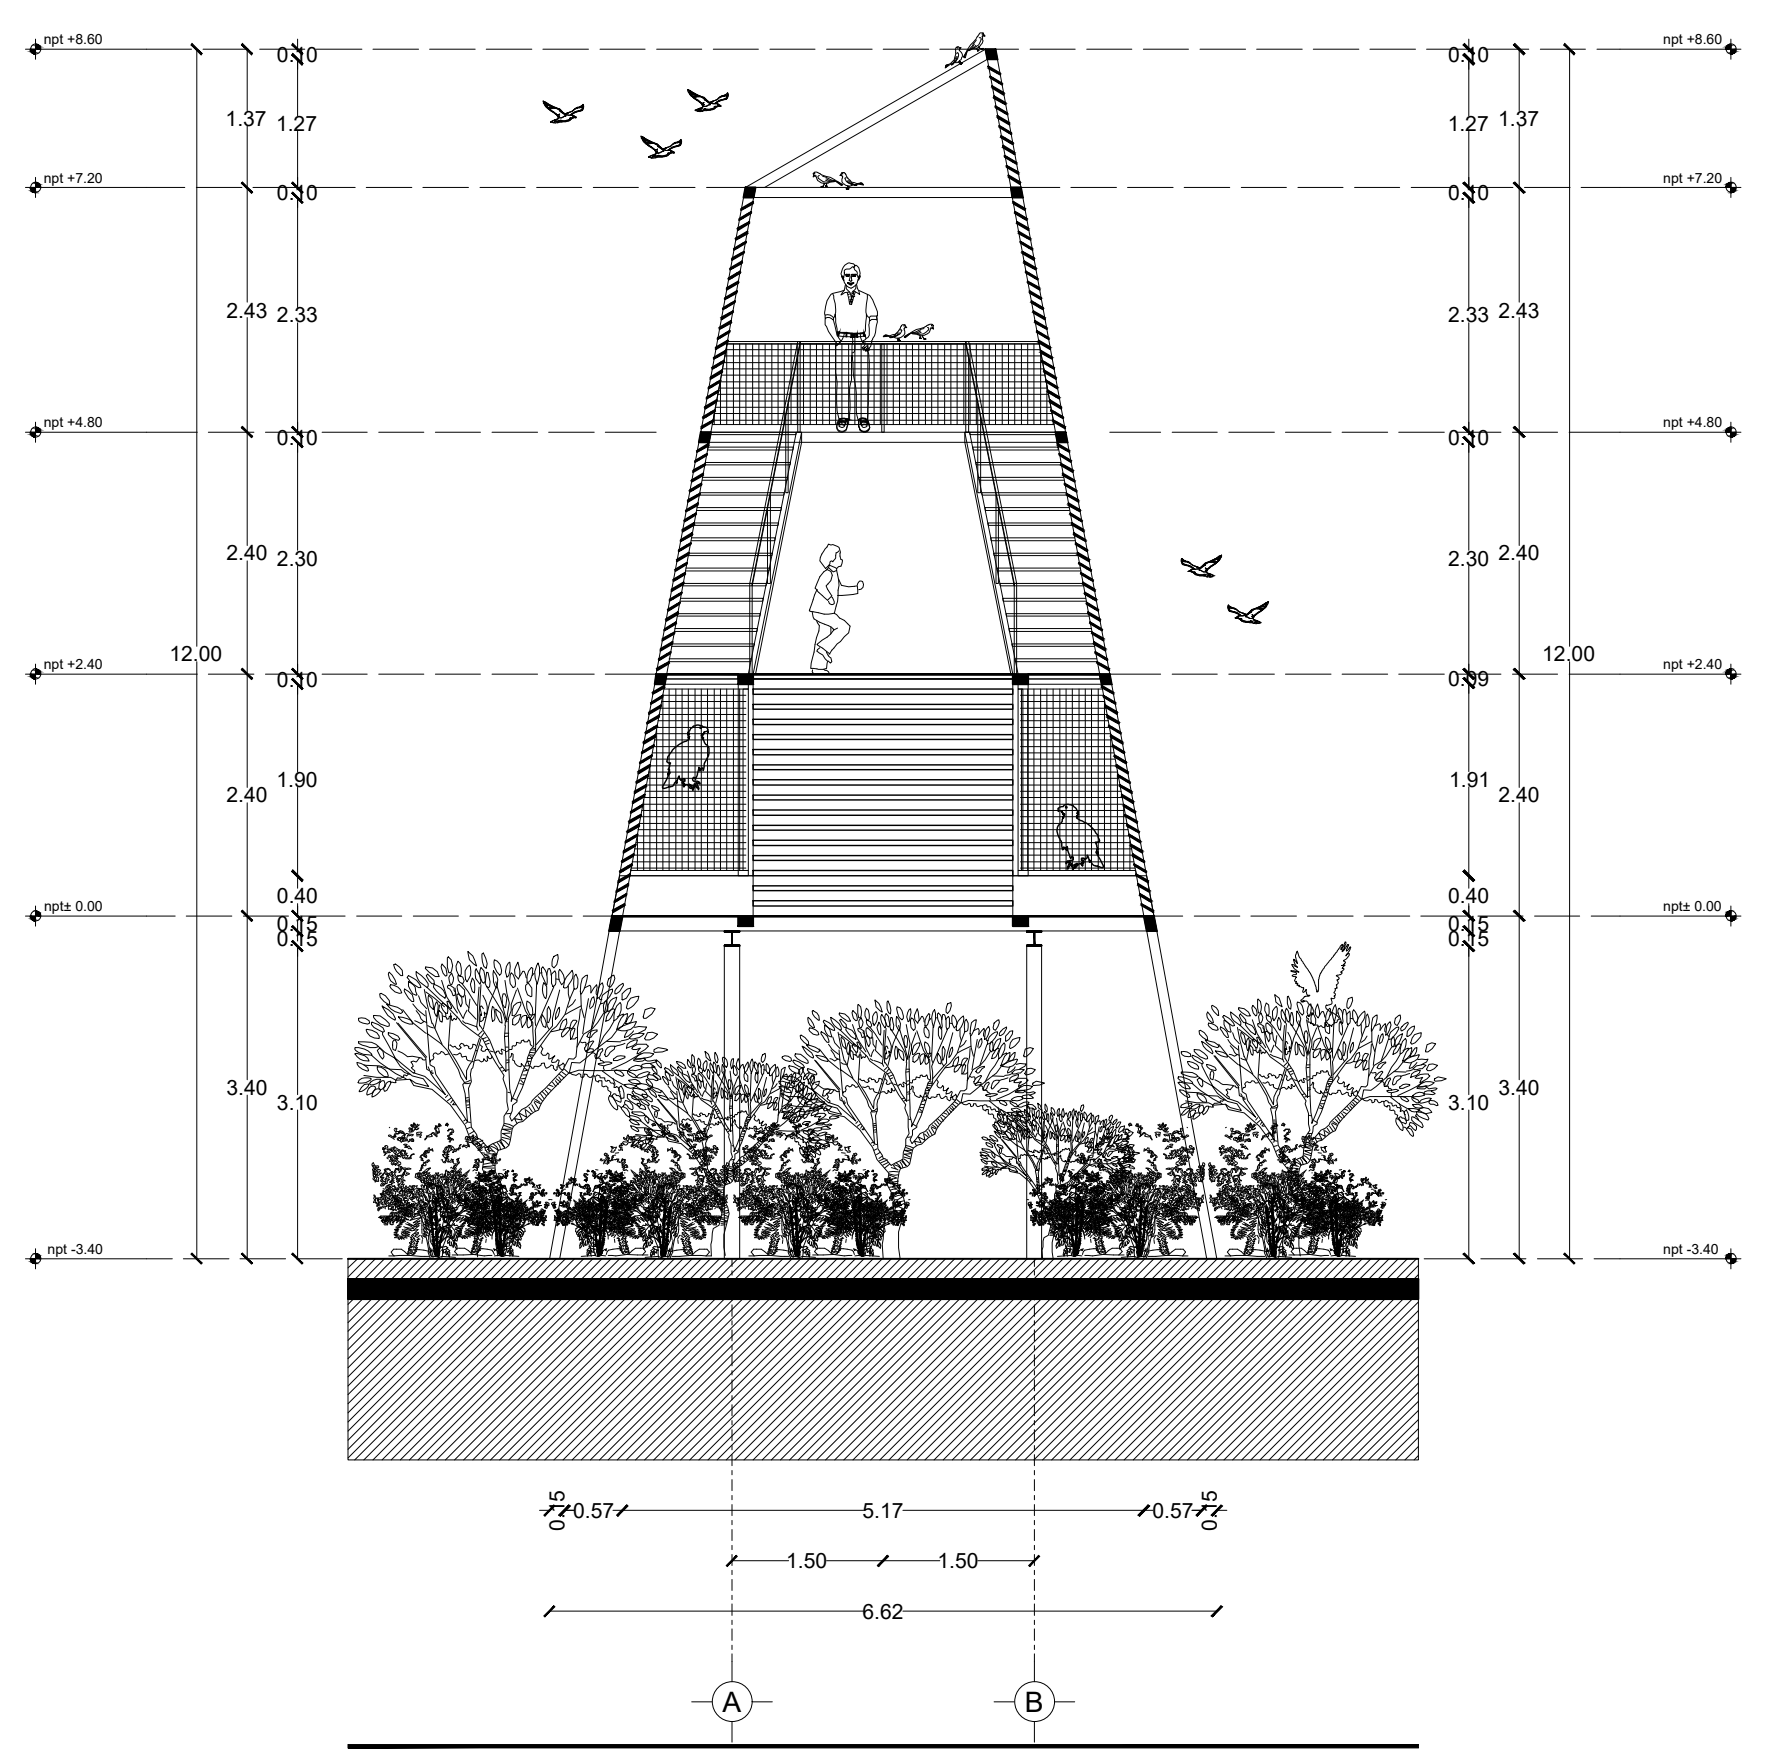 npt +8.60 0.10 0.10 npt +8.60
1.37 1.27 1.27 1.37
npt +7.20 0.10 0.10 npt +7.20
2.43 2.33 2.33 2.43
npt +4.80 0.10 0.10 npt +4.80
2.40 2.30 2.30 2.40
12.00 12.00
npt +2.40 0.10 0.09 npt +2.40
2.40 1.90 1.91 2.40
0.40 0.40
npt± 0.00 0.15 0.15 npt± 0.00
0.15 0.15
3.40 3.10 3.10 3.40
npt -3.40 npt -3.40
0.15 0.57 5.17 0.57 0.15
1.50 1.50
6.62
A B